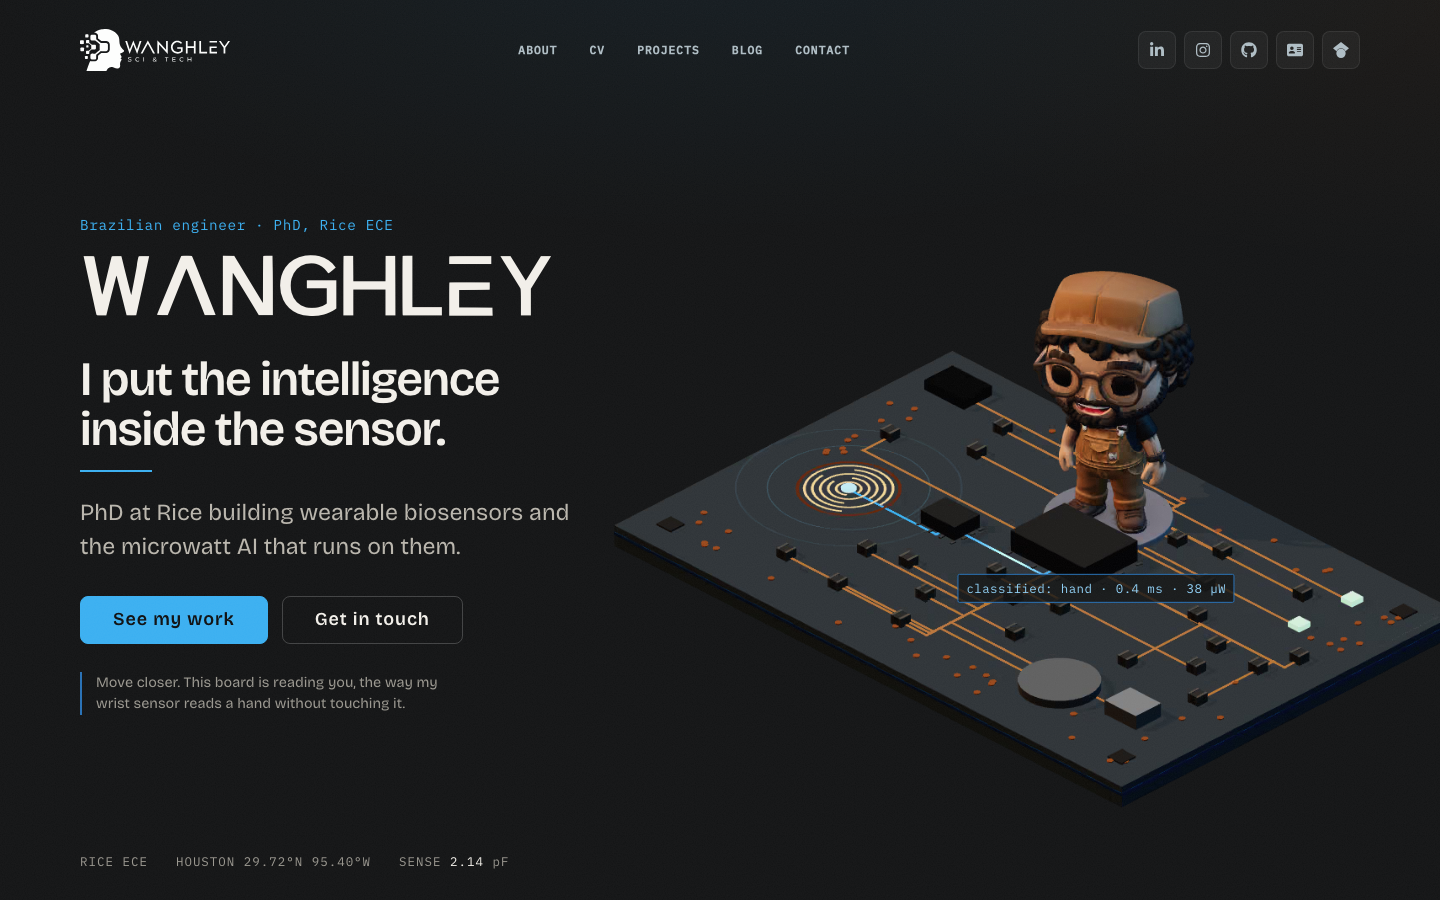 WANGHLEY
SCI & TECH
ABOUT CV PROJECTS BLOG CONTACT
Brazilian engineer · PhD, Rice ECE
WANGHLEY
I put the intelligence
inside the sensor.
PhD at Rice building wearable biosensors and
the microwatt AI that runs on them.
See my work Get in touch
Move closer. This board is reading you, the way my
wrist sensor reads a hand without touching it.
classified: hand · 0.4 ms · 38 µW
RICE ECE HOUSTON 29.72°N 95.40°W SENSE 2.14 pF